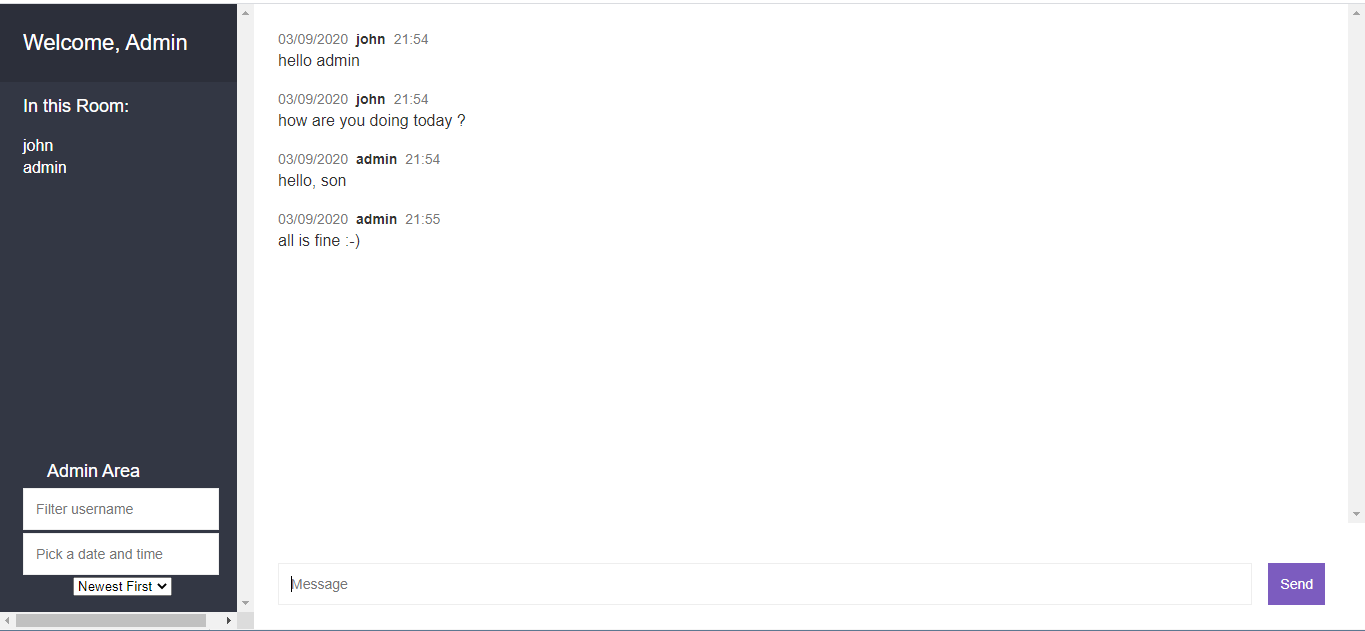 Welcome, Admin
In this Room:
john
admin
Admin Area
Filter username
Pick a date and time
Newest First
03/09/2020 john 21:54
hello admin
03/09/2020 john 21:54
how are you doing today ?
03/09/2020 admin 21:54
hello, son
03/09/2020 admin 21:55
all is fine :-)
Message
Send